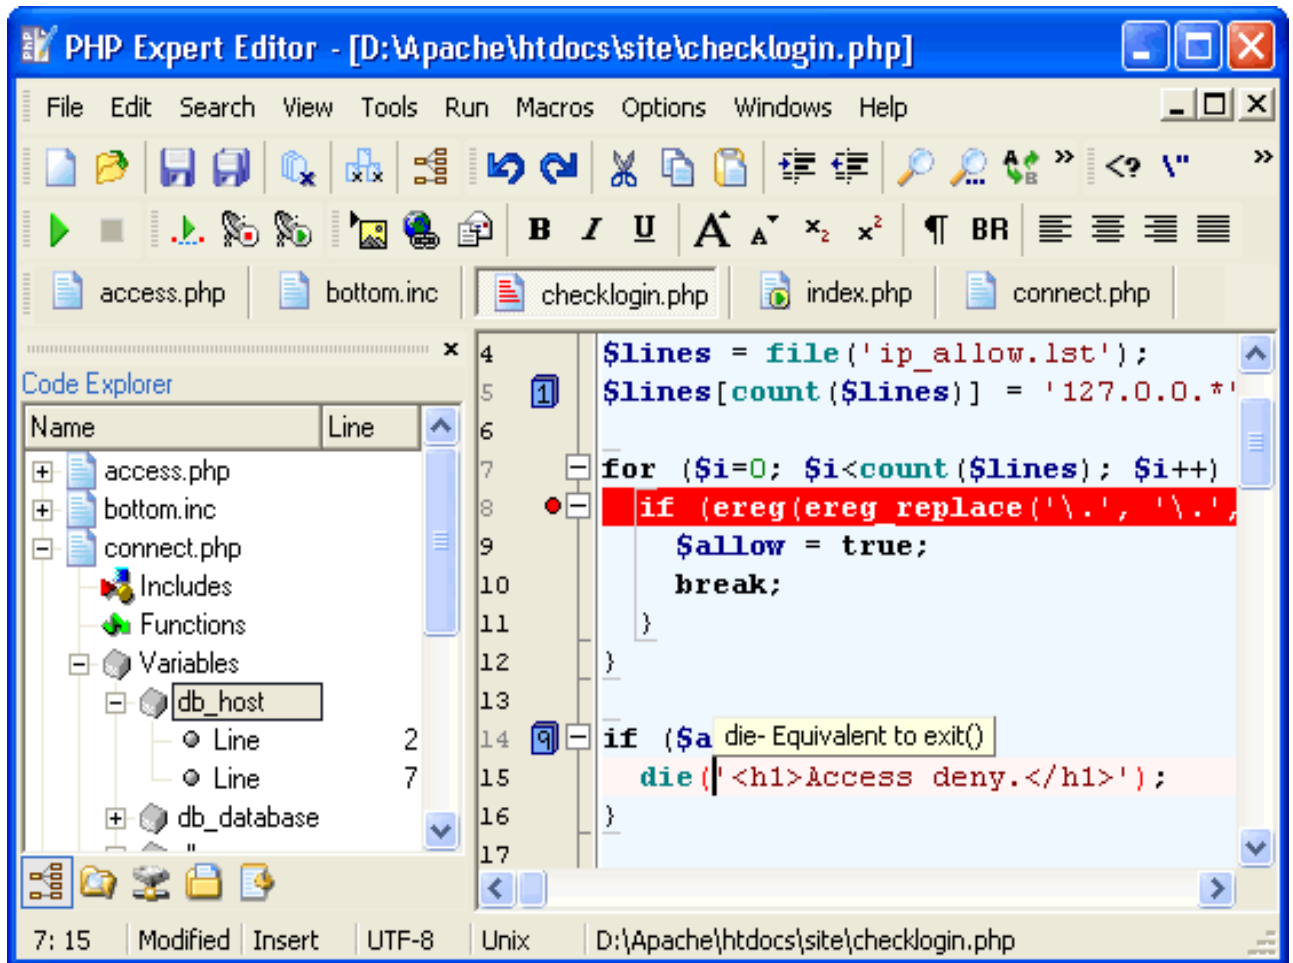 PHP Expert Editor - [D:\Apache\htdocs\site\checklogin.php]
File Edit Search View Tools Run Macros Options Windows Help
<? \"
B I U A A x₂ x² ¶ BR
access.php bottom.inc checklogin.php index.php connect.php
Code Explorer
Name Line
access.php
bottom.inc
connect.php
Includes
Functions
Variables
db_host
Line 2
Line 7
db_database
4 $lines = file('ip_allow.lst');
5 1 $lines[count($lines)] = '127.0.0.*'
6
7 for ($i=0; $i<count($lines); $i++)
8 if (ereg(ereg_replace('\.', '\.',
9 $allow = true;
10 break;
11 }
12 }
13
14 9 if ($a
die- Equivalent to exit()
15 die('<h1>Access deny.</h1>');
16 }
17
7: 15 Modified Insert UTF-8 Unix D:\Apache\htdocs\site\checklogin.php